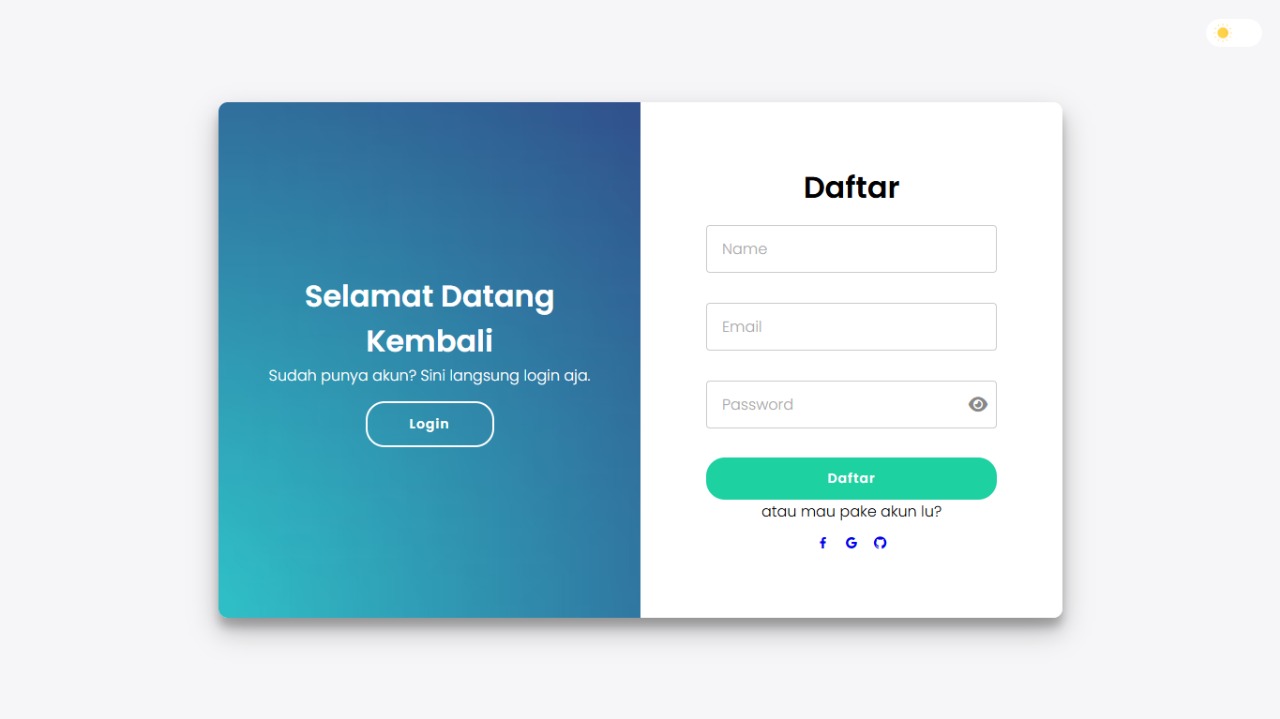 Selamat Datang
Kembali
Sudah punya akun? Sini langsung login aja.
Login
Daftar
Name
Email
Password
Daftar
atau mau pake akun lu?